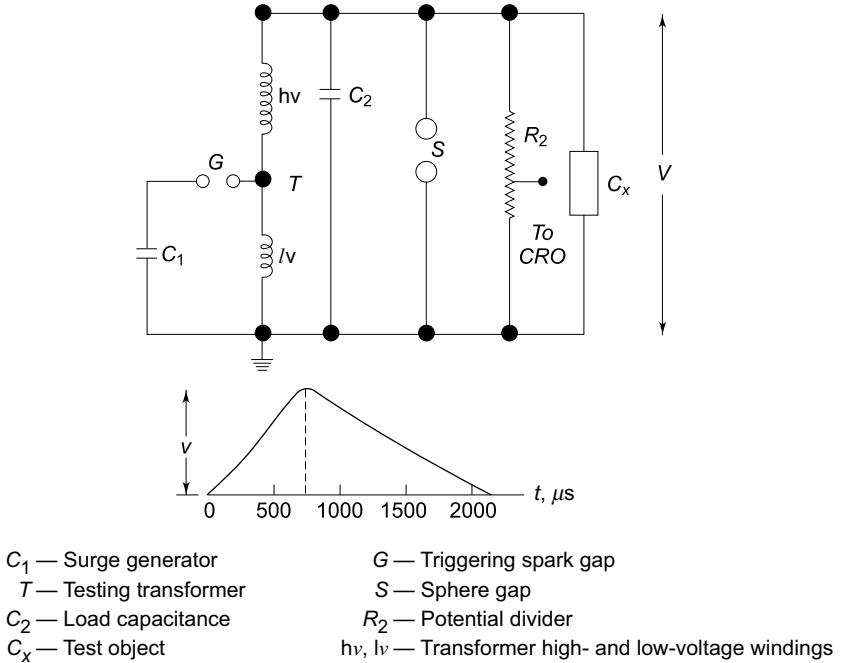 hv
C2
G
S
R2
T
Cx
V
To
CRO
C1
lv
v
t, μs
0 500 1000 1500 2000
C1 — Surge generator
G — Triggering spark gap
T — Testing transformer
S — Sphere gap
C2 — Load capacitance
R2 — Potential divider
Cx — Test object
hv, lv — Transformer high- and low-voltage windings